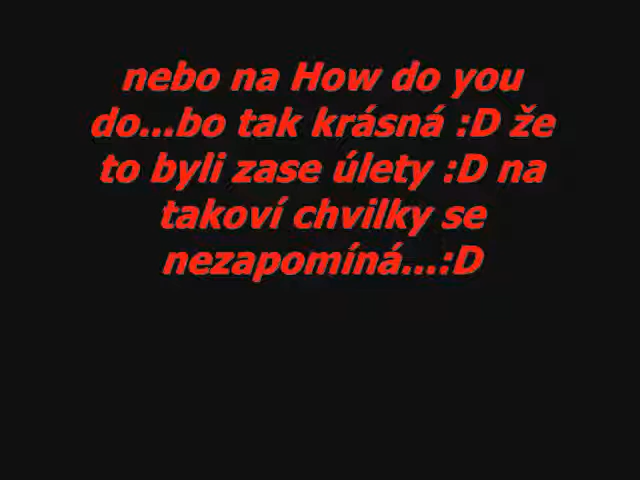 nebo na How do you
do...bo tak krásná :D že
to byli zase úlety :D na
takoví chvilky se
nezapomíná...:D